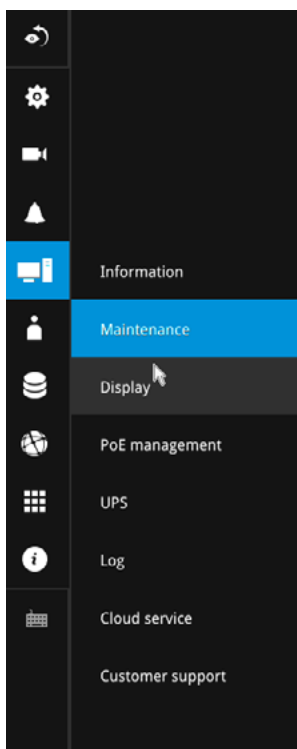 Information
Maintenance
Display
PoE management
UPS
Log
Cloud service
Customer support